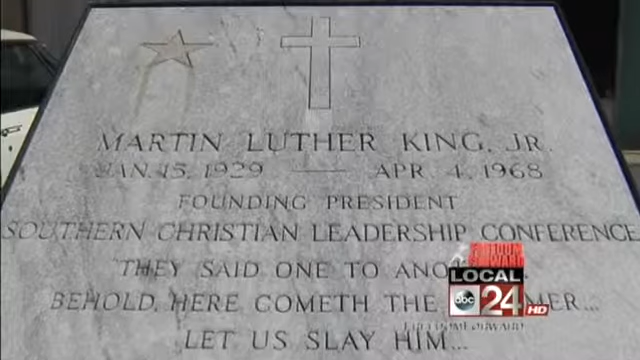 MARTIN LUTHER KING, JR.
JAN. 15, 1929 — APR. 4, 1968
FOUNDING PRESIDENT
SOUTHERN CHRISTIAN LEADERSHIP CONFERENCE
"THEY SAID ONE TO
BEHOLD, HERE COMETH THE
LET US SLAY HIM...
LOCAL
abc 24 HD